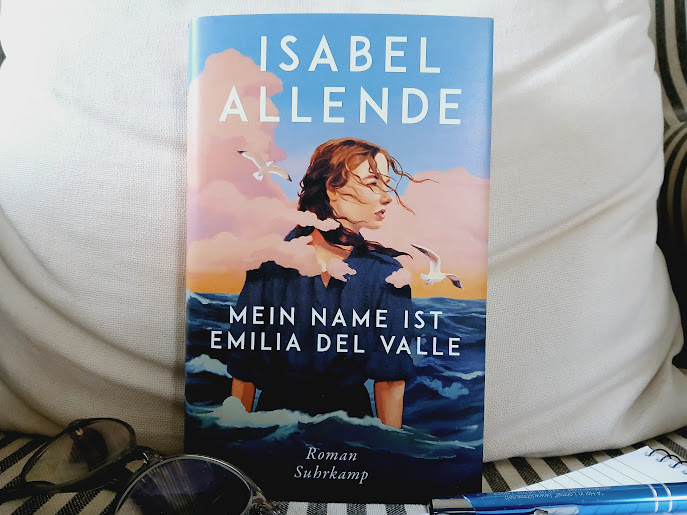 ISABEL
ALLENDE
MEIN NAME IST
EMILIA DEL VALLE
Roman
Suhrkamp